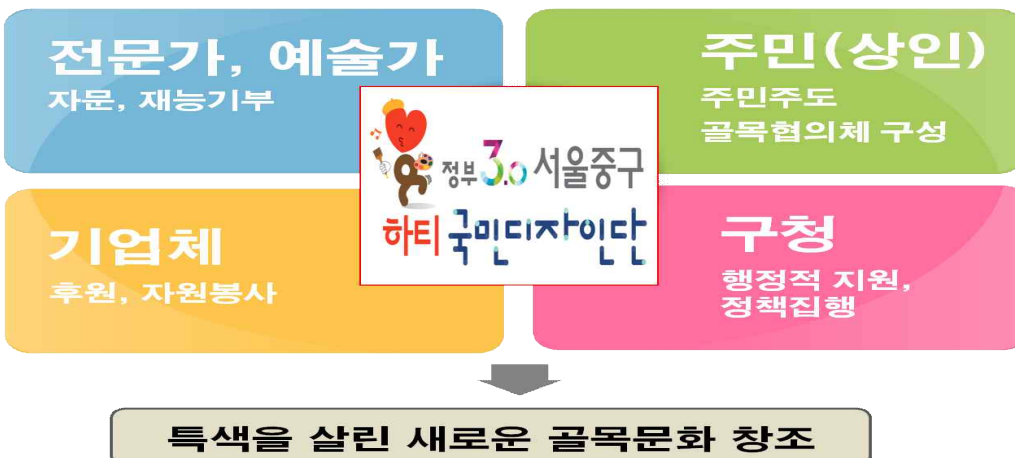 전문가, 예술가
자문, 재능기부
주민(상인)
주민주도
골목협의체 구성
정부3.0 서울중구
하티 국민디자인단
기업체
후원, 자원봉사
구청
행정적 지원,
정책집행
특색을 살린 새로운 골목문화 창조